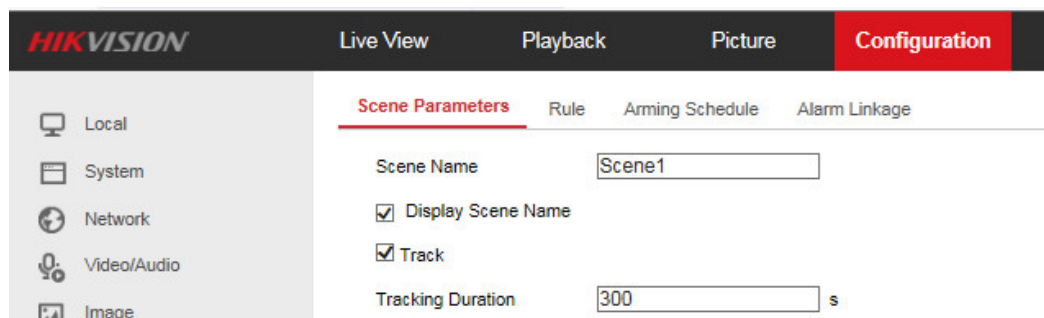 HIKVISION Live View Playback Picture Configuration
Scene Parameters Rule Arming Schedule Alarm Linkage
Local
System
Network
Video/Audio
Image
Scene Name Scene1
Display Scene Name
Track
Tracking Duration 300 s